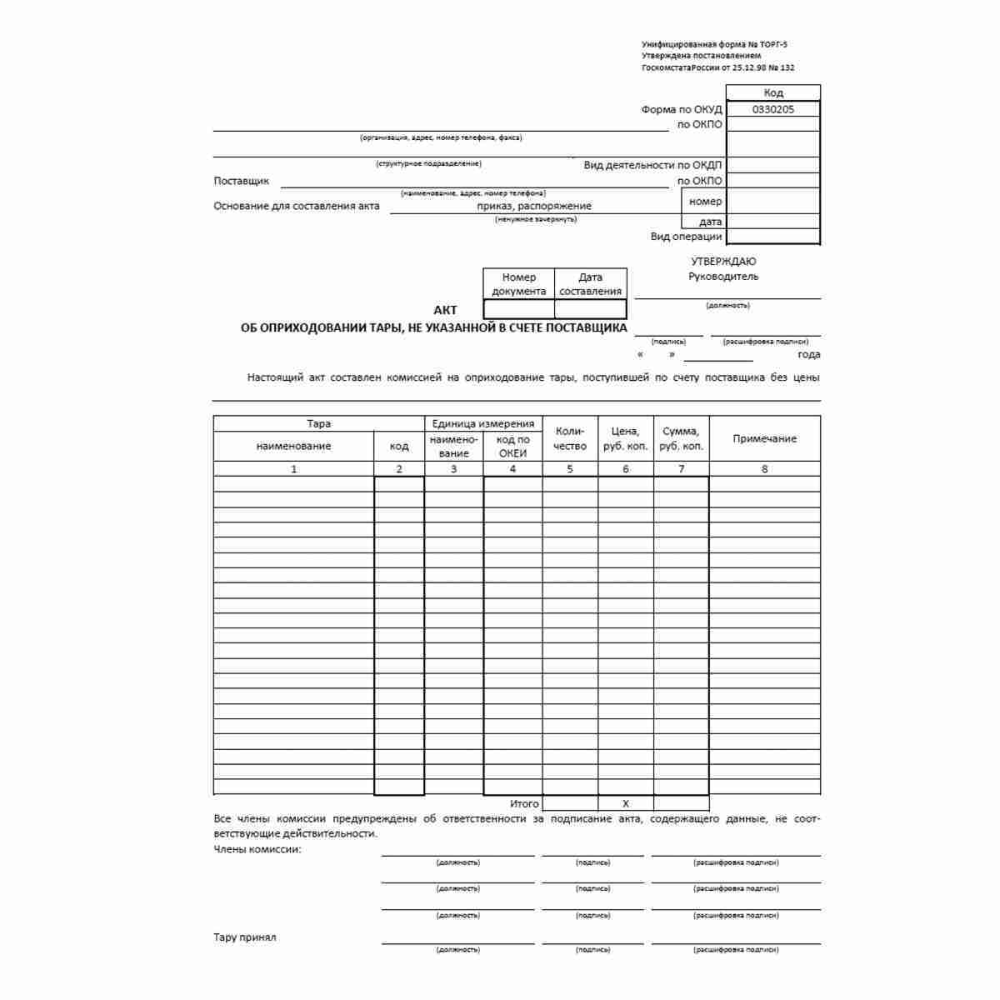 Унифицированная форма № ТОРГ-5
Утверждена постановлением
ГоскомстатаРоссии от 25.12.98 № 132
Код
Форма по ОКУД 0330205
по ОКПО
(организация, адрес, номер телефона, факса)
(структурное подразделение)
Вид деятельности по ОКДП
Поставщик по ОКПО
(наименование, адрес, номер телефона)
Основание для составления акта приказ, распоряжение номер
(ненужное зачеркнуть)
дата
Вид операции
УТВЕРЖДАЮ
Руководитель
(должность)
Номер документа Дата составления
АКТ
ОБ ОПРИХОДОВАНИИ ТАРЫ, НЕ УКАЗАННОЙ В СЧЕТЕ ПОСТАВЩИКА
(подпись) (расшифровка подписи)
« » года
Настоящий акт составлен комиссией на оприходование тары, поступившей по счету поставщика без цены
Тара Единица измерения Коли-чество Цена, руб. коп. Сумма, руб. коп. Примечание
наименование код наимено-вание код по ОКЕИ
1 2 3 4 5 6 7 8
Итого X
Все члены комиссии предупреждены об ответственности за подписание акта, содержащего данные, не соот-
ветствующие действительности.
Члены комиссии:
(должность) (подпись) (расшифровка подписи)
(должность) (подпись) (расшифровка подписи)
(должность) (подпись) (расшифровка подписи)
Тару принял
(должность) (подпись) (расшифровка подписи)